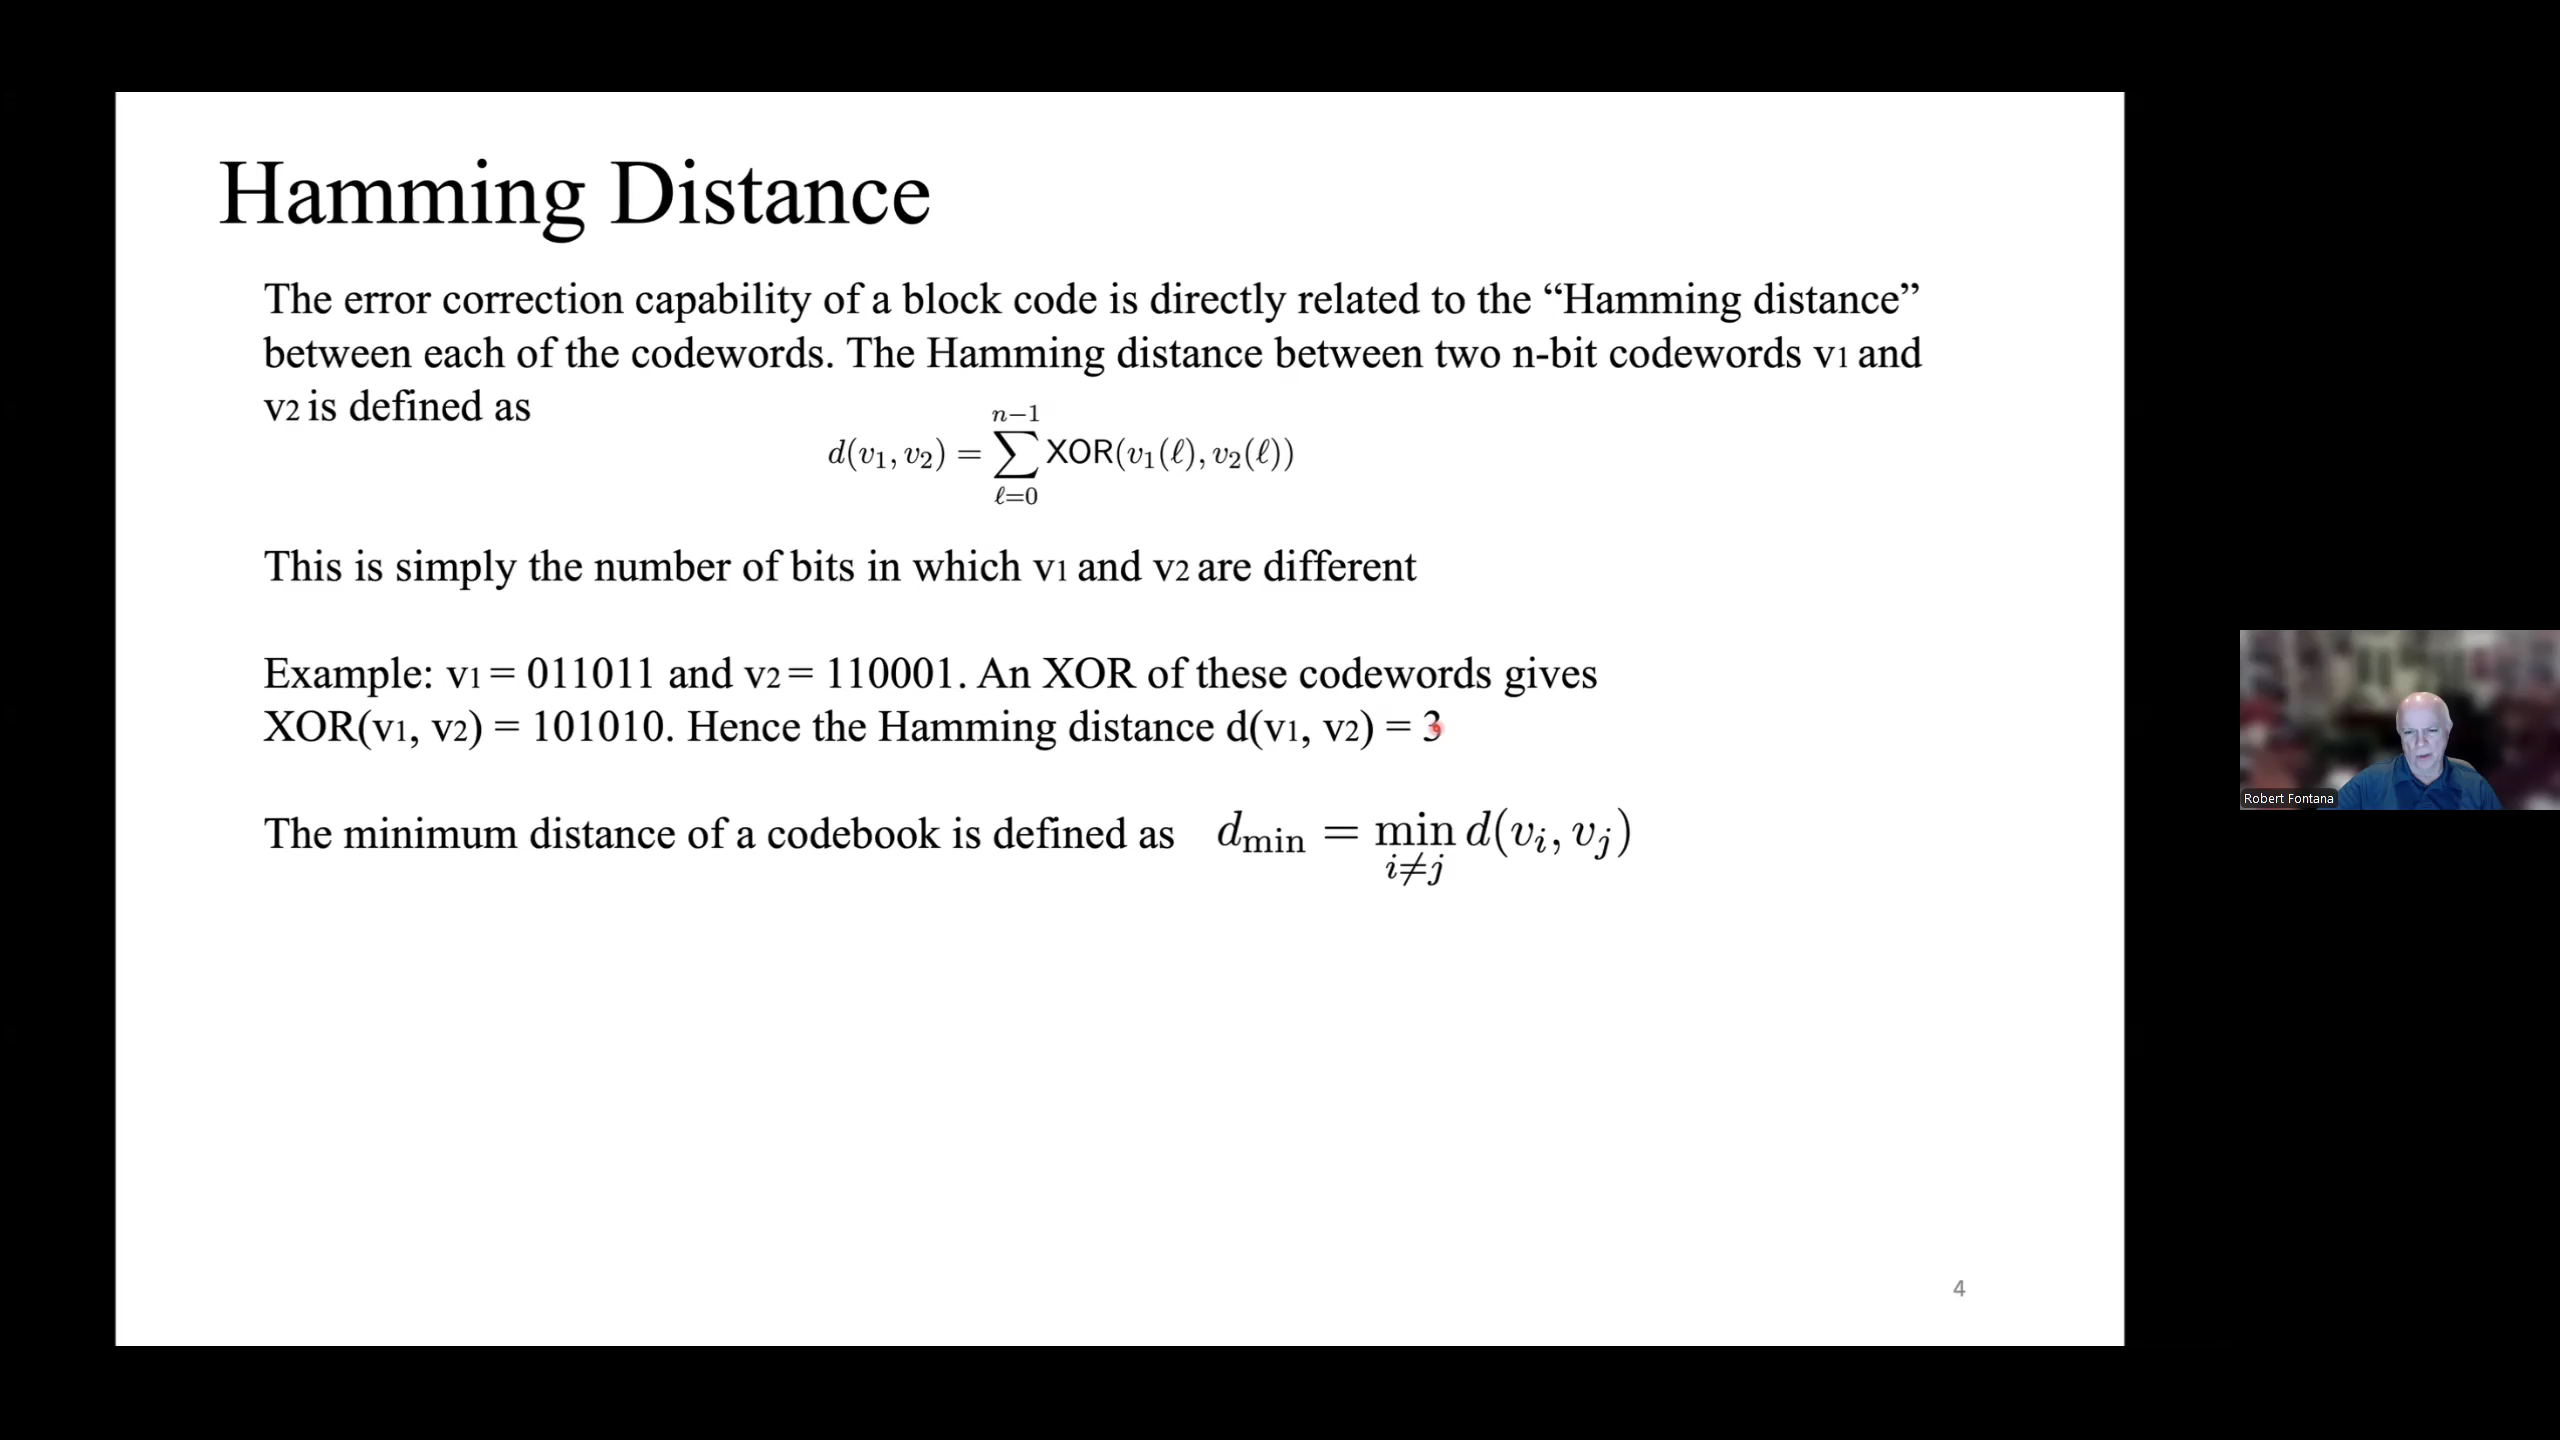 Hamming Distance
The error correction capability of a block code is directly related to the “Hamming distance”
between each of the codewords. The Hamming distance between two n-bit codewords v1 and
v2 is defined as
d(v₁, v₂) = ∑_{ℓ=0}^{n−1} XOR(v₁(ℓ), v₂(ℓ))
This is simply the number of bits in which v1 and v2 are different
Example: v1 = 011011 and v2 = 110001. An XOR of these codewords gives
XOR(v1, v2) = 101010. Hence the Hamming distance d(v1, v2) = 3
The minimum distance of a codebook is defined as d_min = min_{i≠j} d(v_i, v_j)
4
Robert Fontana